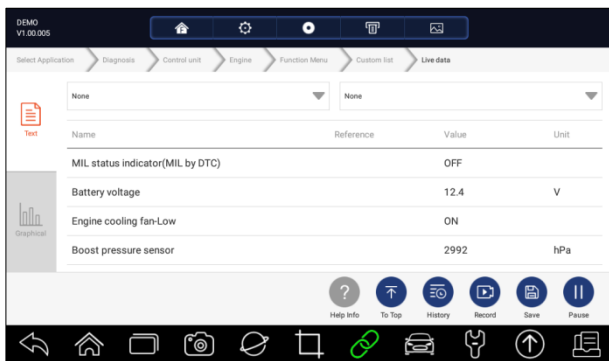 DEMO
V1.00.005
Select Application Diagnosis Control unit Engine Function Menu Custom list Live data
None None
Text
Name Reference Value Unit
MIL status indicator(MIL by DTC) OFF
Battery voltage 12.4 V
Graphical
Engine cooling fan-Low ON
Boost pressure sensor 2992 hPa
Help Info To Top History Record Save Pause